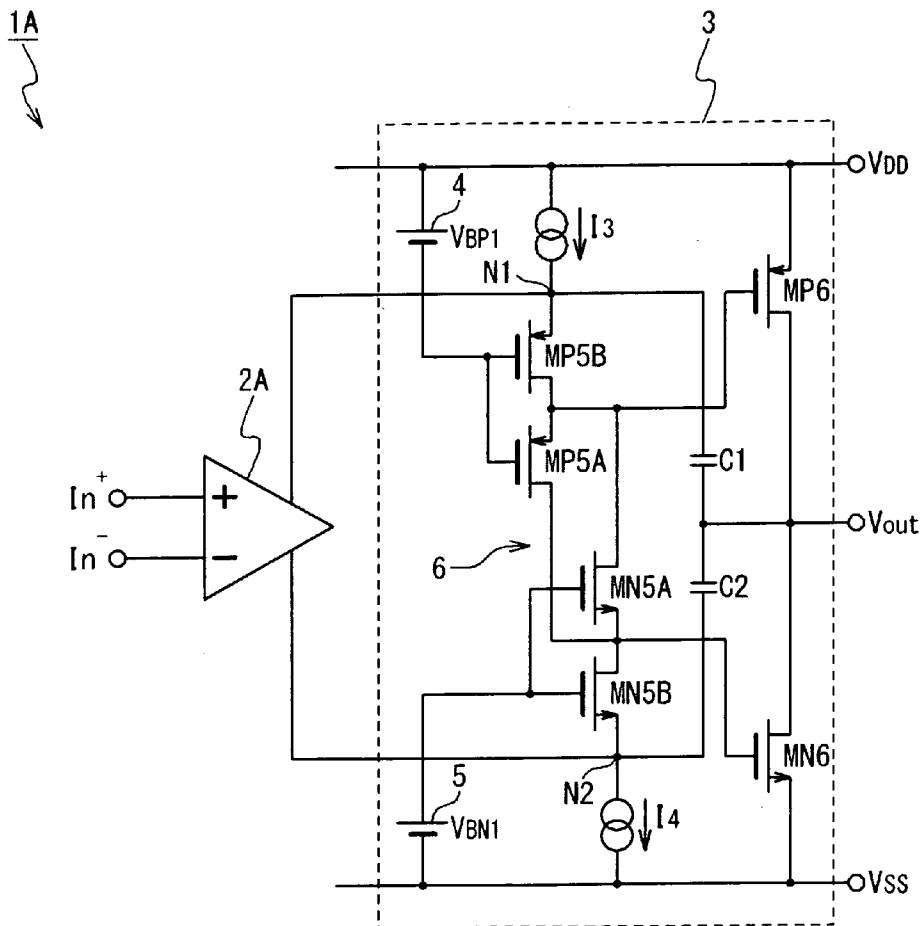 1A
3
VDD
4
VBP1
I3
N1
MP6
MP5B
2A
MP5A
C1
In+
+
Vout
In-
-
6
MN5A
C2
MN5B
MN6
N2
5
VBN1
I4
VSS